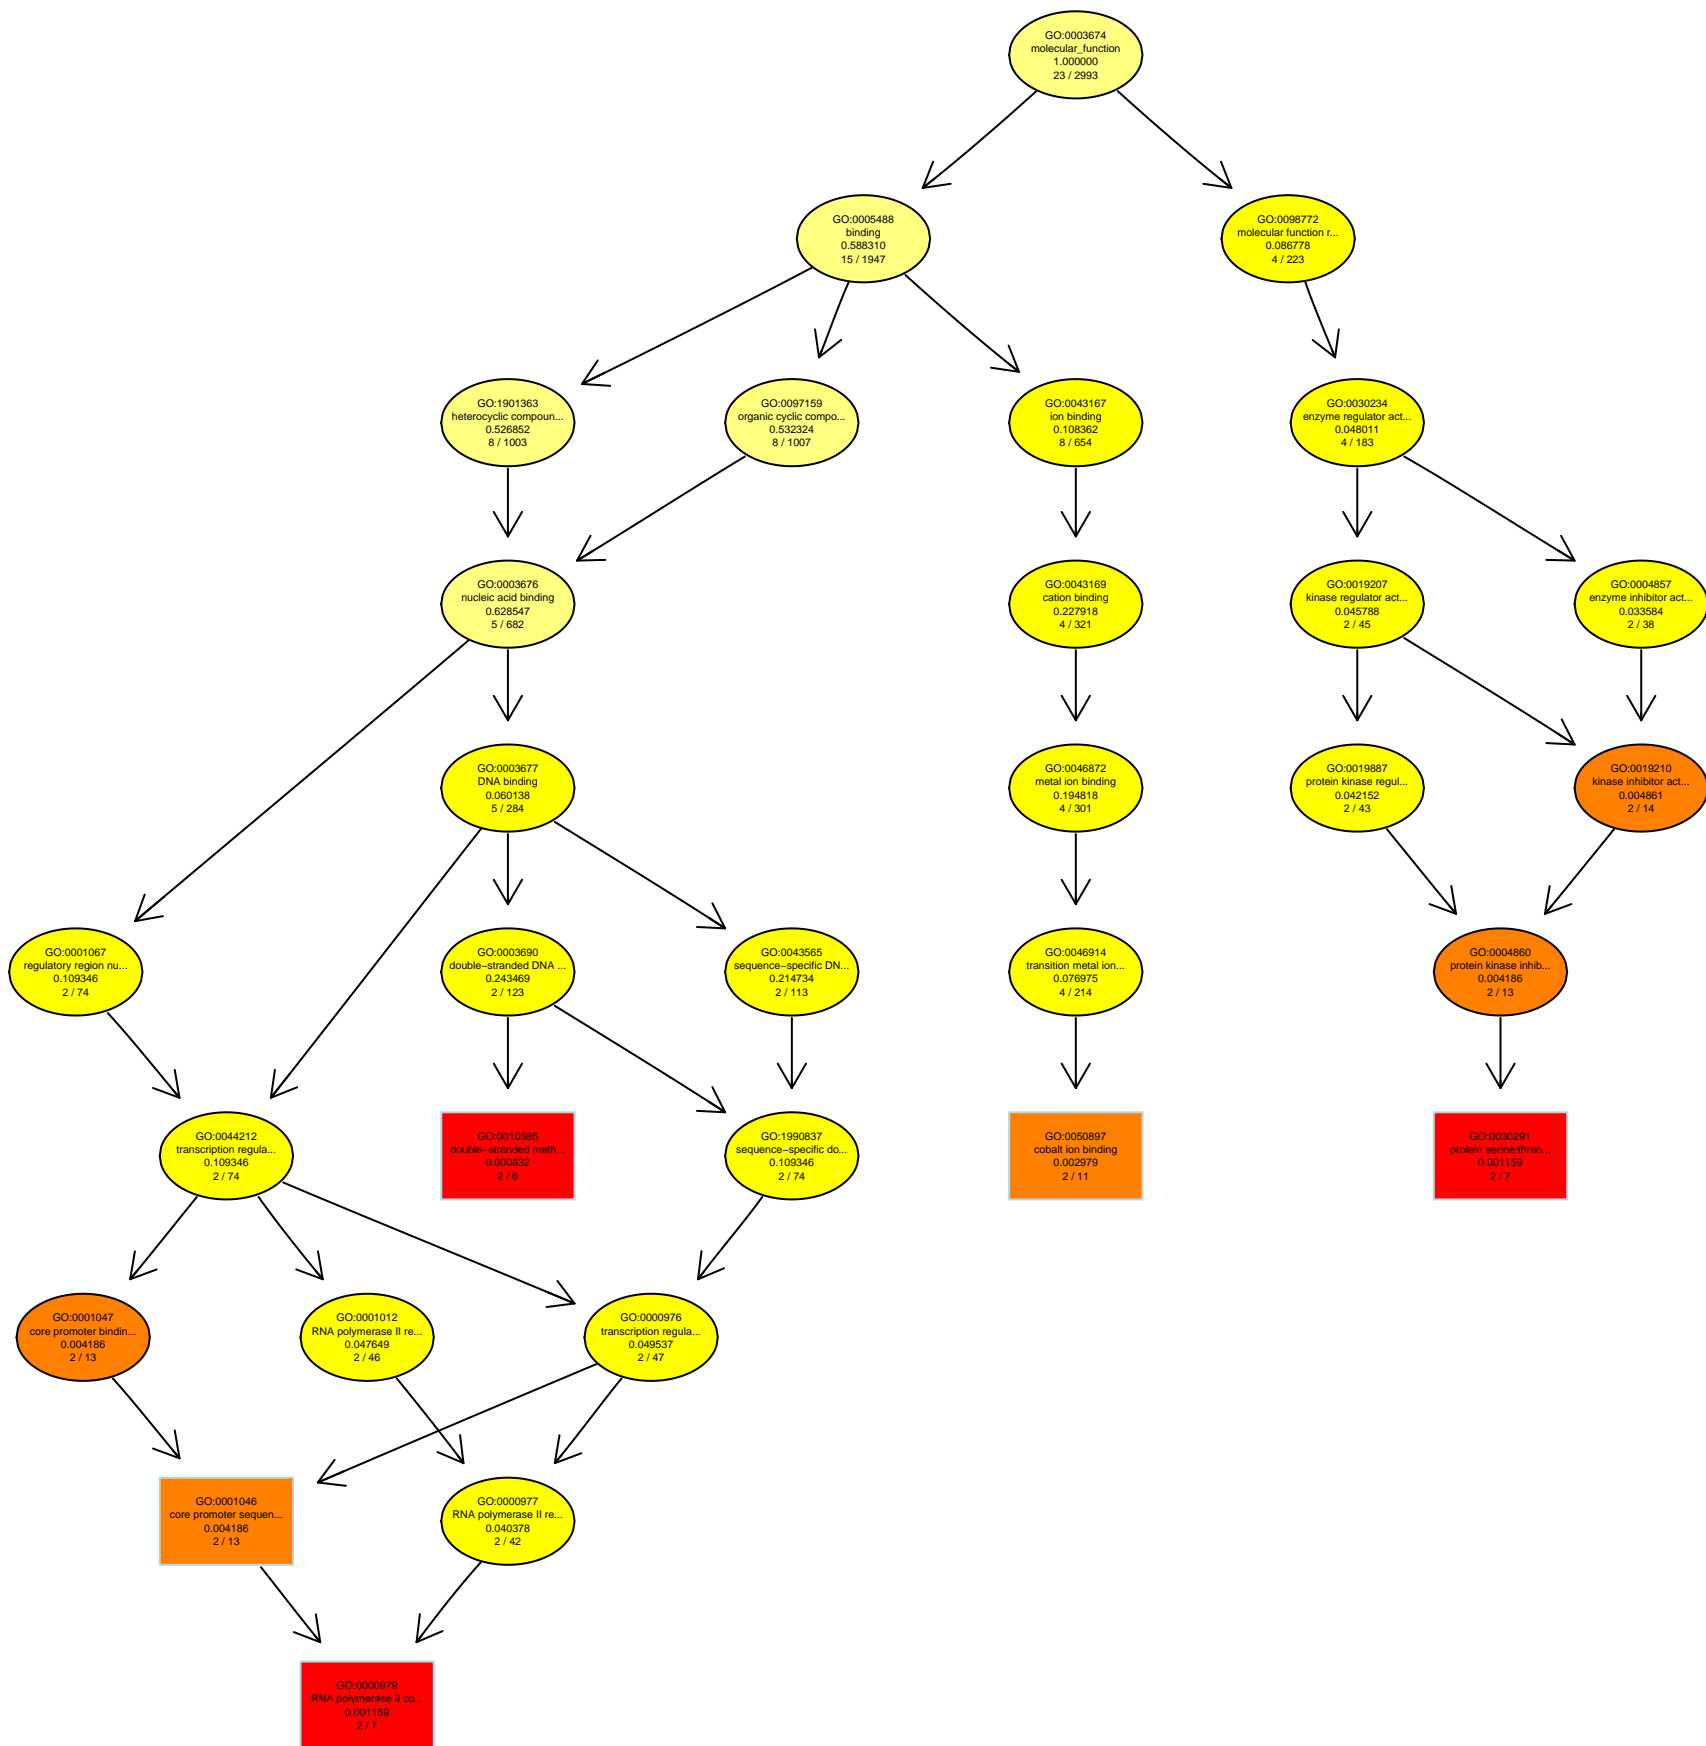 GO:0003674
molecular_function
1.000000
23 / 2993
GO:0005488
binding
0.588310
15 / 1947
GO:0098772
molecular function r...
0.086778
4 / 223
GO:1901363
heterocyclic compoun...
0.526852
8 / 1003
GO:0097159
organic cyclic compo...
0.532324
8 / 1007
GO:0043167
ion binding
0.108362
8 / 654
GO:0030234
enzyme regulator act...
0.048011
4 / 183
GO:0003676
nucleic acid binding
0.628547
5 / 682
GO:0043169
cation binding
0.227918
4 / 321
GO:0019207
kinase regulator act...
0.045788
2 / 45
GO:0004857
enzyme inhibitor act...
0.033584
2 / 38
GO:0003677
DNA binding
0.060138
5 / 284
GO:0046872
metal ion binding
0.194818
4 / 301
GO:0019887
protein kinase regul...
0.042152
2 / 43
GO:0019210
kinase inhibitor act...
0.004861
2 / 14
GO:0001067
regulatory region nu...
0.109346
2 / 74
GO:0003690
double−stranded DNA ...
0.243469
2 / 123
GO:0043565
sequence−specific DN...
0.214734
2 / 113
GO:0046914
transition metal ion...
0.076975
4 / 214
GO:0004860
protein kinase inhib...
0.004186
2 / 13
GO:0044212
transcription regula...
0.109346
2 / 74
GO:0010385
double−stranded meth...
0.000832
2 / 6
GO:1990837
sequence−specific do...
0.109346
2 / 74
GO:0050897
cobalt ion binding
0.002979
2 / 11
GO:0030291
protein serine/threo...
0.001159
2 / 7
GO:0001047
core promoter bindin...
0.004186
2 / 13
GO:0001012
RNA polymerase II re...
0.047649
2 / 46
GO:0000976
transcription regula...
0.049537
2 / 47
GO:0001046
core promoter sequen...
0.004186
2 / 13
GO:0000977
RNA polymerase II re...
0.040378
2 / 42
GO:0000979
RNA polymerase II co...
0.001159
2 / 7